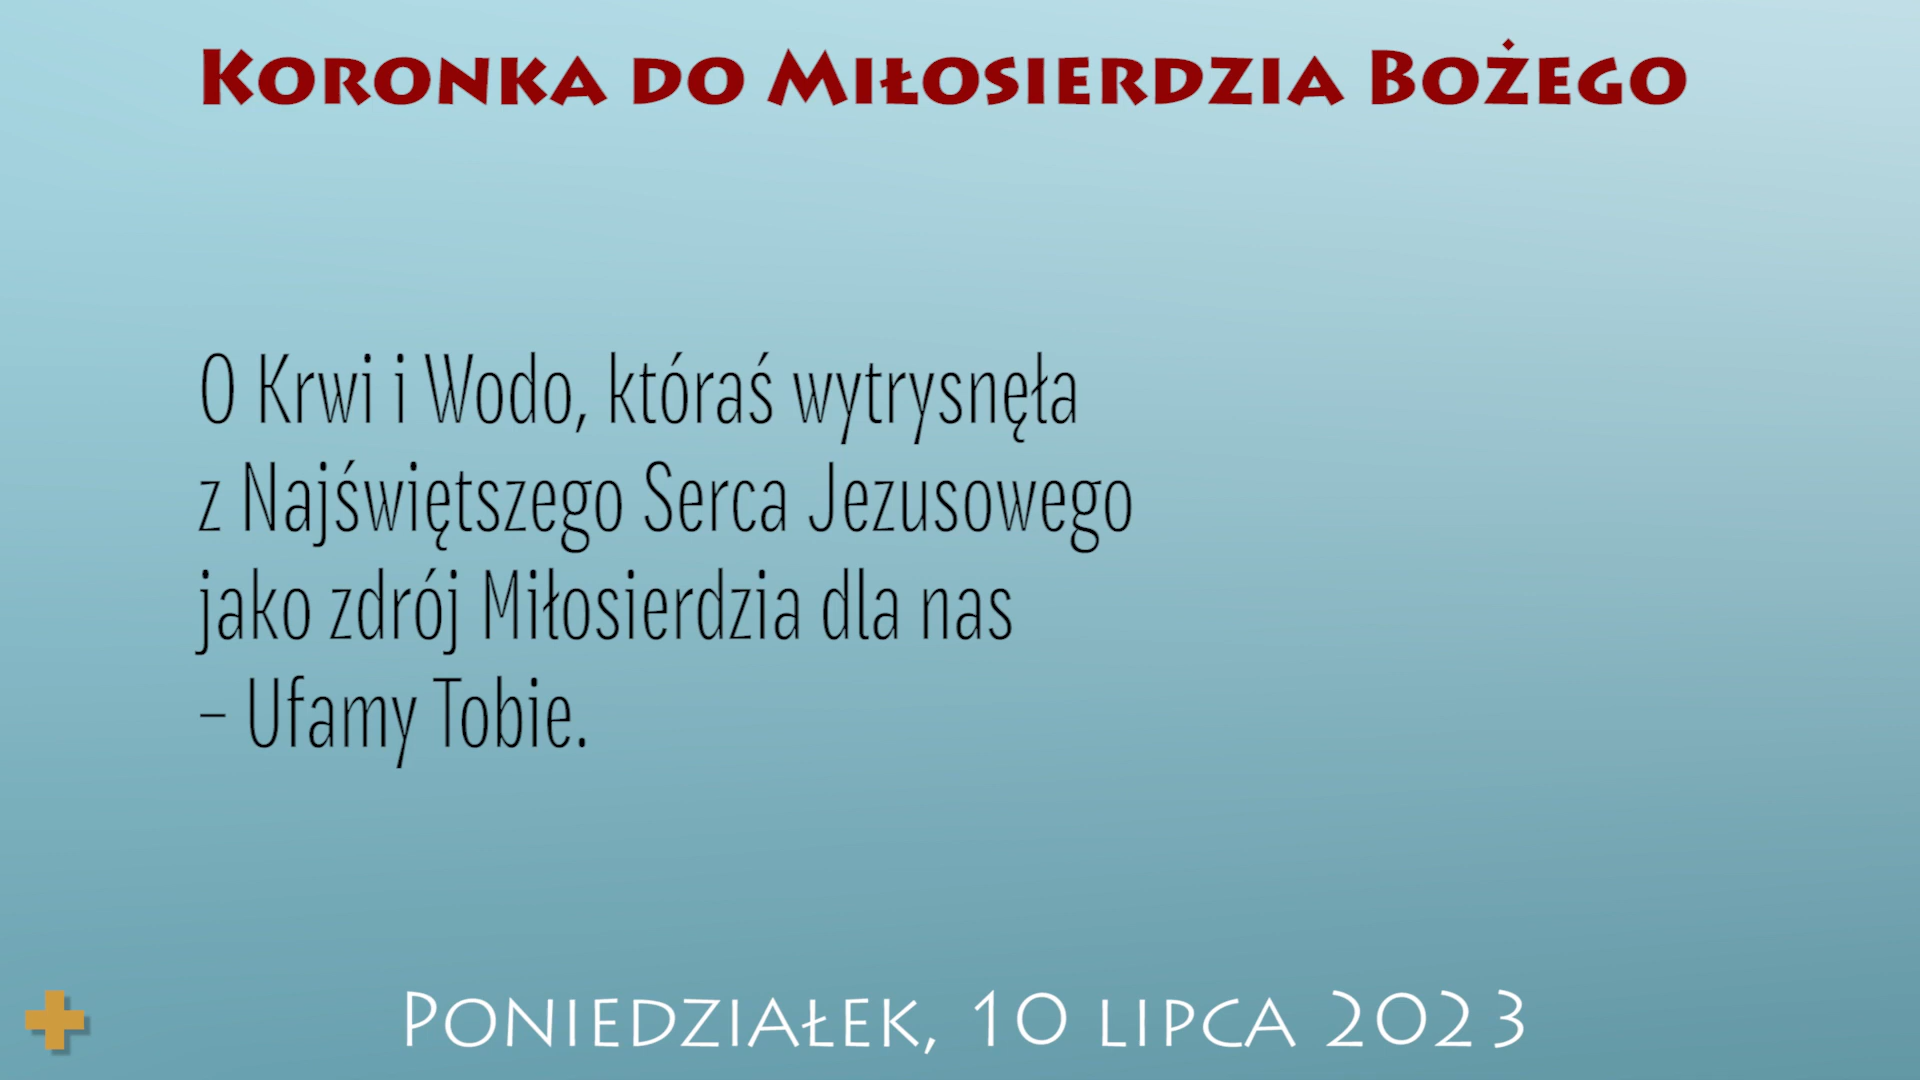 Koronka do Miłosierdzia Bożego
O Krwi i Wodo, któraś wytrysnęła
z Najświętszego Serca Jezusowego
jako zdrój Miłosierdzia dla nas
– Ufamy Tobie.
Poniedziałek, 10 lipca 2023